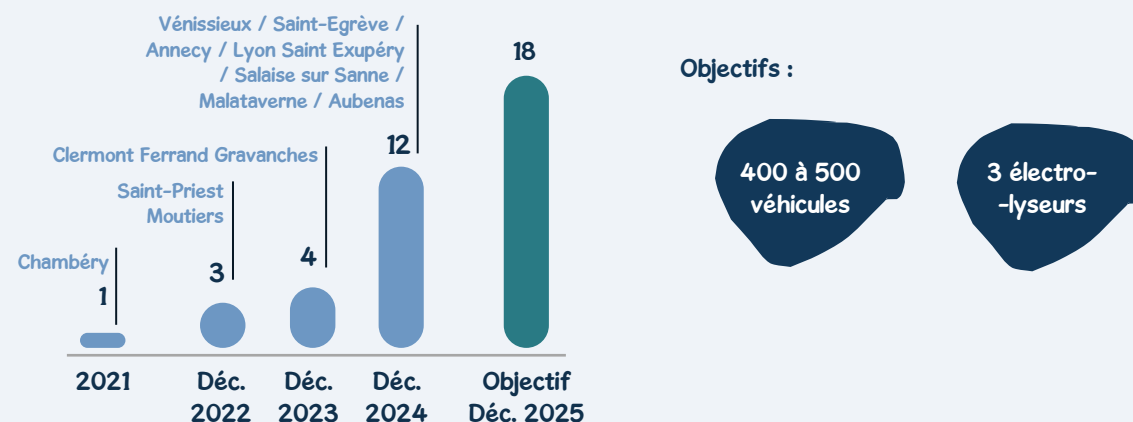 Vénissieux / Saint-Egrève /
Annecy / Lyon Saint Exupéry
/ Salaise sur Sanne /
Malataverne / Aubenas
18
Objectifs :
12
Clermont Ferrand Gravanches
400 à 500
véhicules
3 électro-
-lyseurs
Saint-Priest
Moutiers
4
3
Chambéry
1
2021
Déc.
2022
Déc.
2023
Déc.
2024
Objectif
Déc. 2025